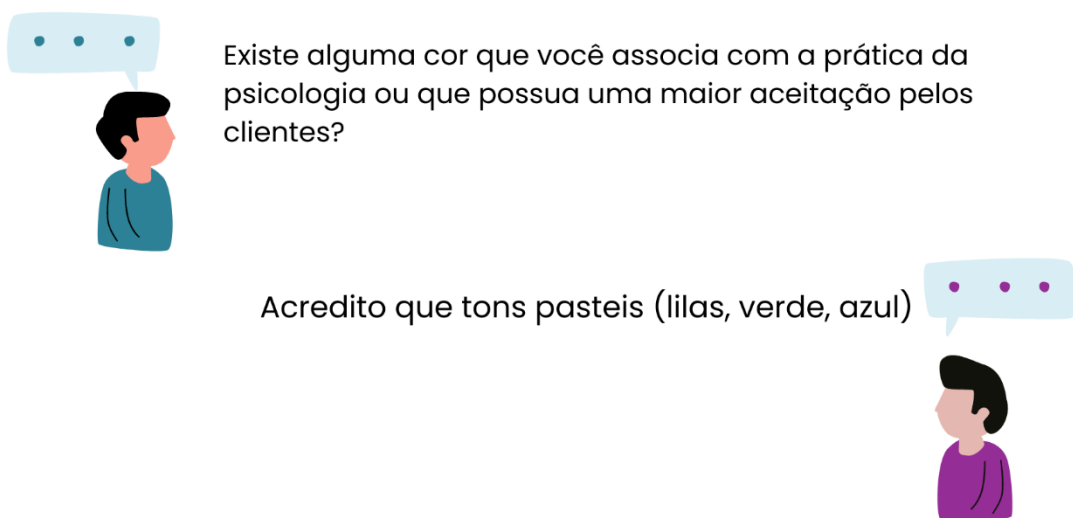 Existe alguma cor que você associa com a prática da
psicologia ou que possua uma maior aceitação pelos
clientes?
Acredito que tons pasteis (lilas, verde, azul)